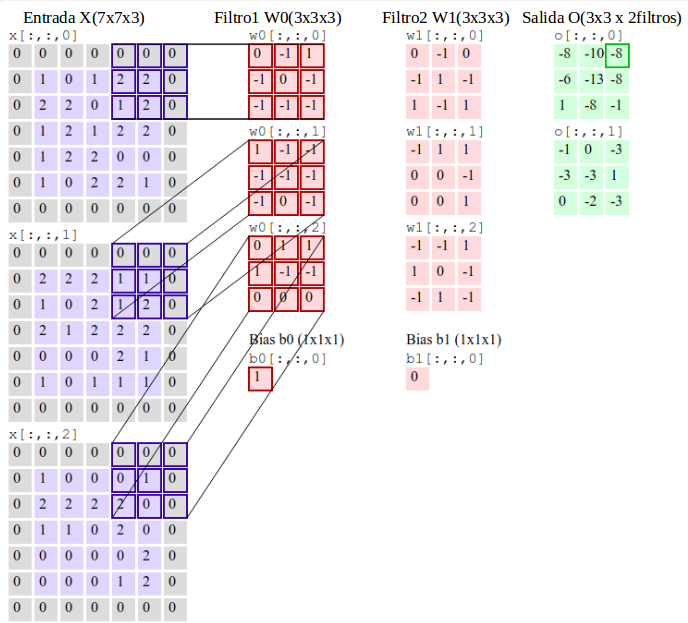 Entrada X(7x7x3)
x[:,:,0]
0 0 0 0 0 0 0
0 1 0 1 2 2 0
0 2 2 0 1 2 0
0 1 2 1 2 2 0
0 1 2 2 0 0 0
0 1 0 2 2 1 0
0 0 0 0 0 0 0
x[:,:,1]
0 0 0 0 0 0 0
0 2 2 2 1 1 0
0 1 0 2 1 2 0
0 2 1 2 2 2 0
0 0 0 0 2 1 0
0 1 0 1 1 1 0
0 0 0 0 0 0 0
x[:,:,2]
0 0 0 0 0 0 0
0 1 0 0 0 1 0
0 2 2 2 2 0 0
0 1 1 0 2 0 0
0 0 0 0 0 2 0
0 0 0 0 1 2 0
0 0 0 0 0 0 0
Filtro1 W0(3x3x3)
w0[:,:,0]
0 -1 1
-1 0 -1
-1 -1 -1
w0[:,:,1]
1 -1 -1
-1 -1 -1
-1 0 -1
w0[:,:,2]
0 1 1
1 -1 -1
0 0 0
Bias b0 (1x1x1)
b0[:,:,0]
1
Filtro2 W1(3x3x3)
w1[:,:,0]
0 -1 0
-1 1 -1
1 -1 1
w1[:,:,1]
-1 1 1
0 0 -1
0 0 1
w1[:,:,2]
-1 -1 1
1 0 -1
-1 1 -1
Bias b1 (1x1x1)
b1[:,:,0]
0
Salida O(3x3 x 2filtros)
o[:,:,0]
-8 -10 -8
-6 -13 -8
1 -8 -1
o[:,:,1]
-1 0 -3
-3 -3 1
0 -2 -3